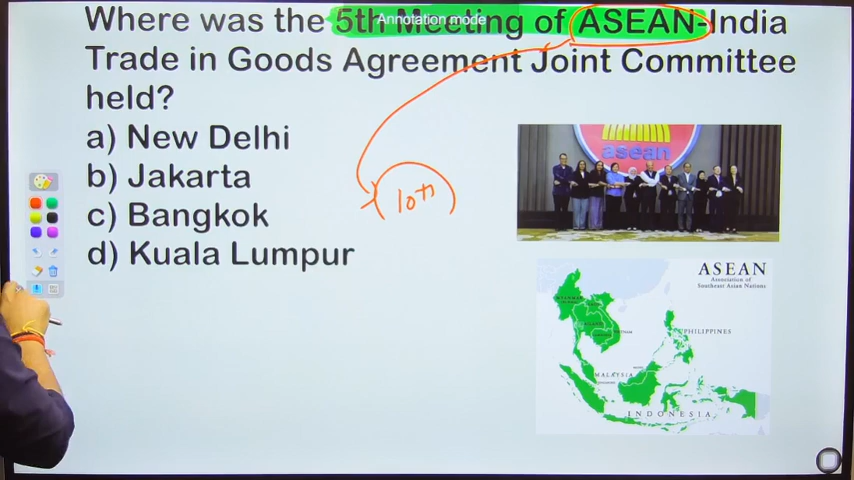 Where was the 5th Meeting of ASEAN-India
Annotation mode
Trade in Goods Agreement Joint Committee
held?
a) New Delhi
b) Jakarta
c) Bangkok
d) Kuala Lumpur
10th
asean
ASEAN
Association of
Southeast Asian Nations
MYANMAR
PHILIPPINES
MALAYSIA
INDONESIA